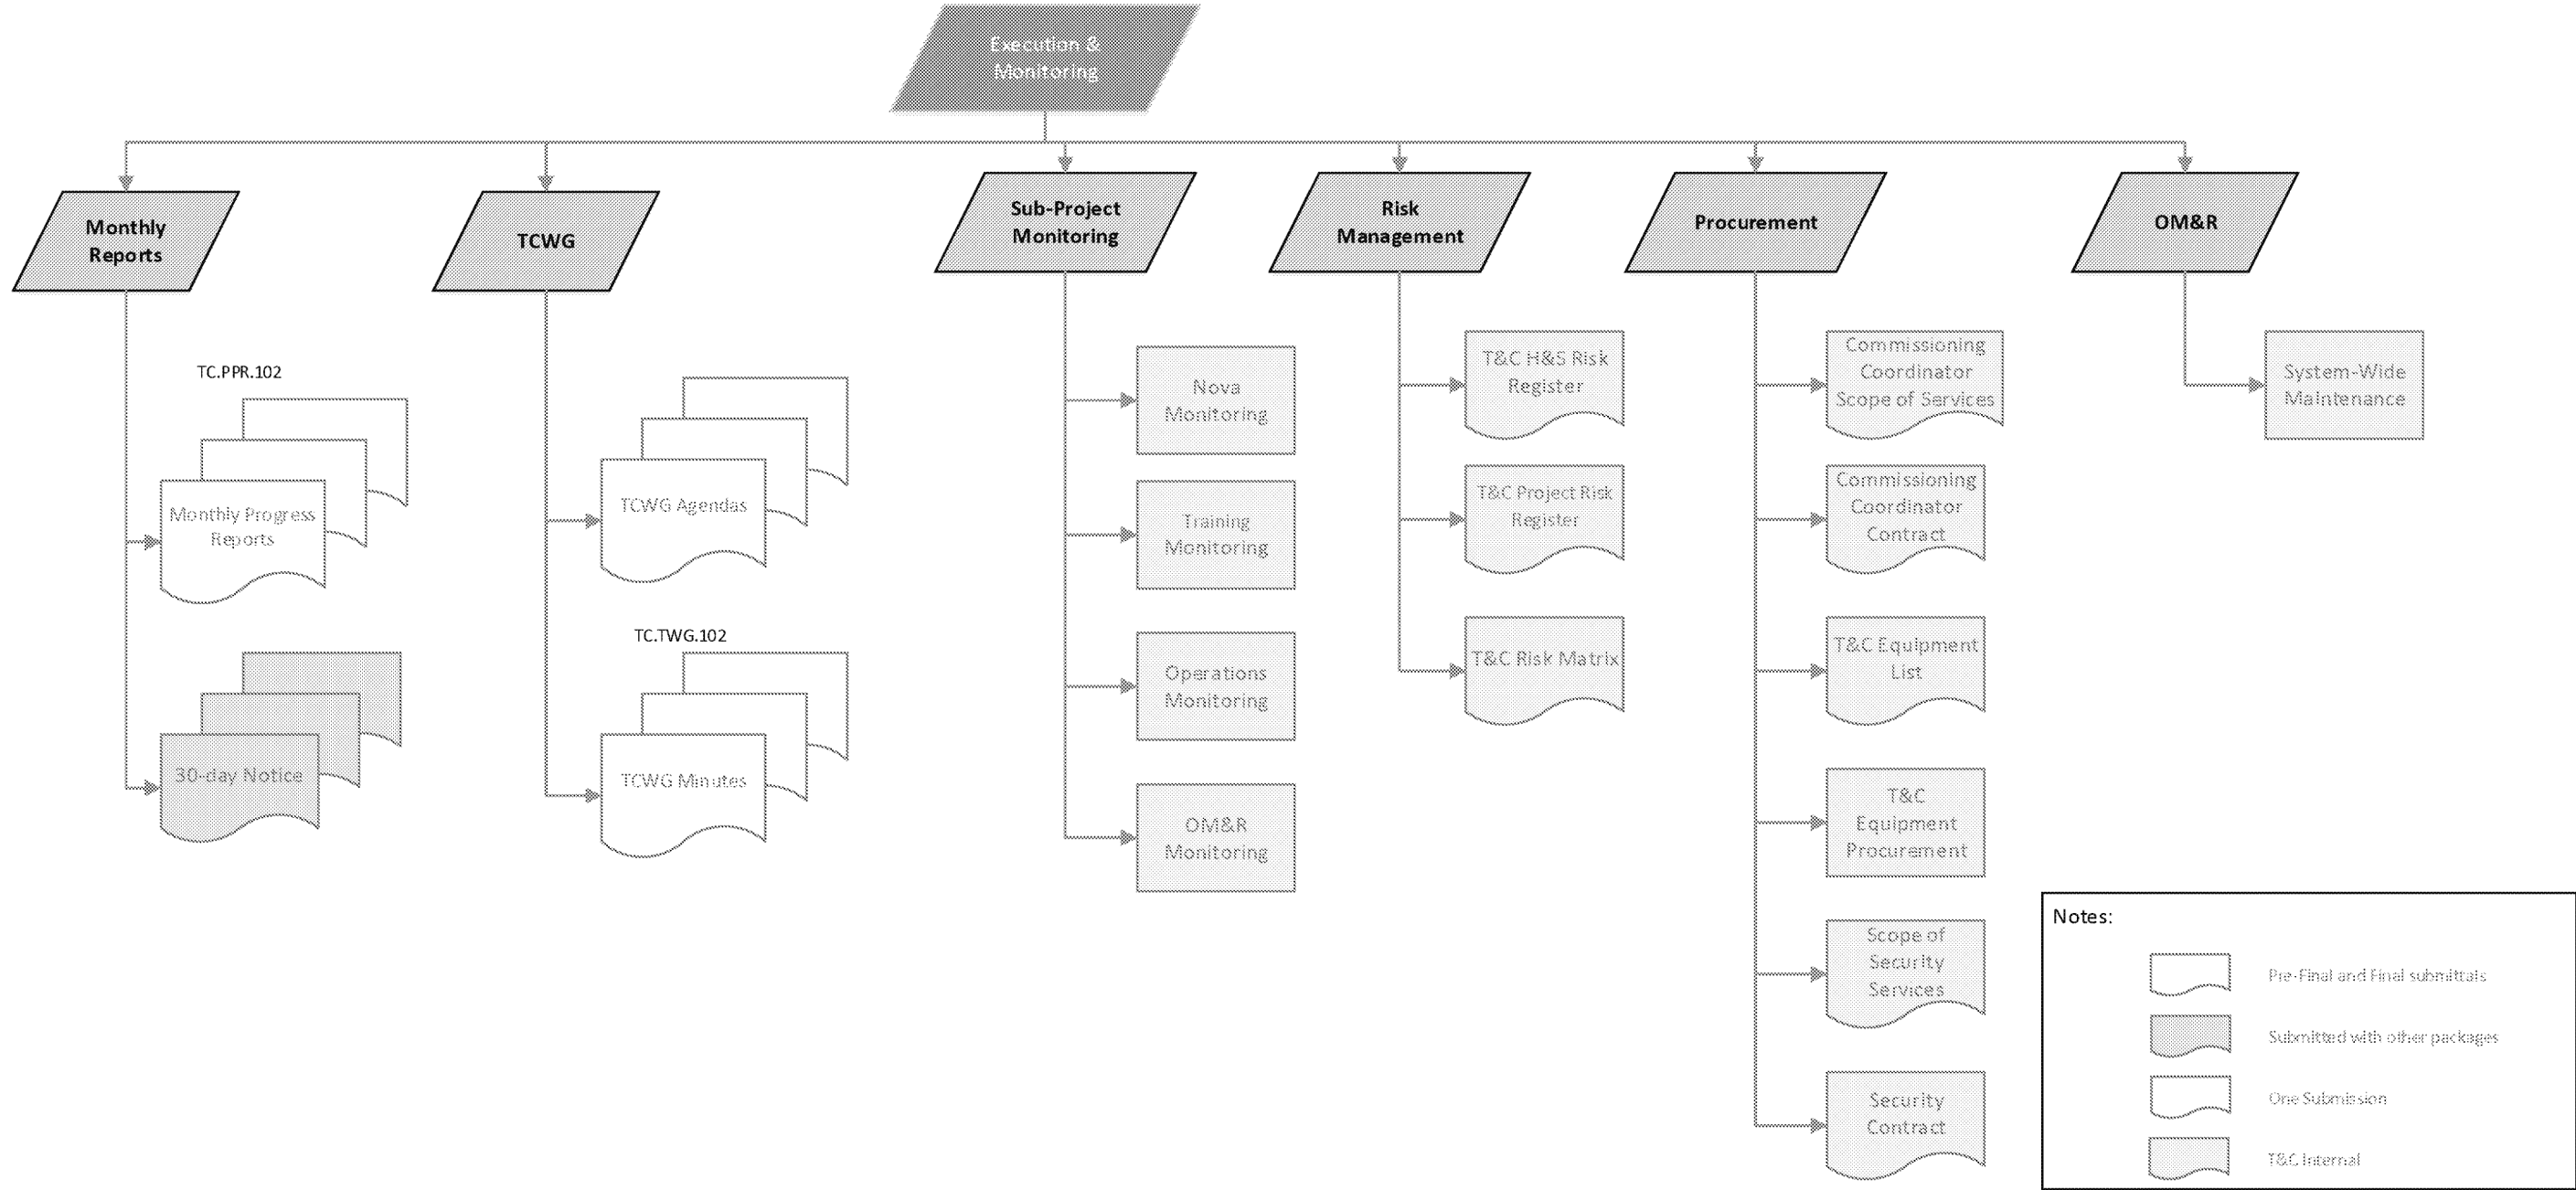 Execution &
Monitoring
Monthly
Reports
TCWG
Sub-Project
Monitoring
Risk
Management
Procurement
OM&R
TC.PPR.102
Monthly Progress
Reports
30-day Notice
TCWG Agendas
TC.TWG.102
TCWG Minutes
Nova
Monitoring
Training
Monitoring
Operations
Monitoring
OM&R
Monitoring
T&C H&S Risk
Register
T&C Project Risk
Register
T&C Risk Matrix
Commissioning
Coordinator
Scope of Services
Commissioning
Coordinator
Contract
T&C Equipment
List
T&C
Equipment
Procurement
Scope of
Security
Services
Security
Contract
System-Wide
Maintenance
Notes:
Pre-Final and Final submittals
Submitted with other packages
One Submission
T&C Internal